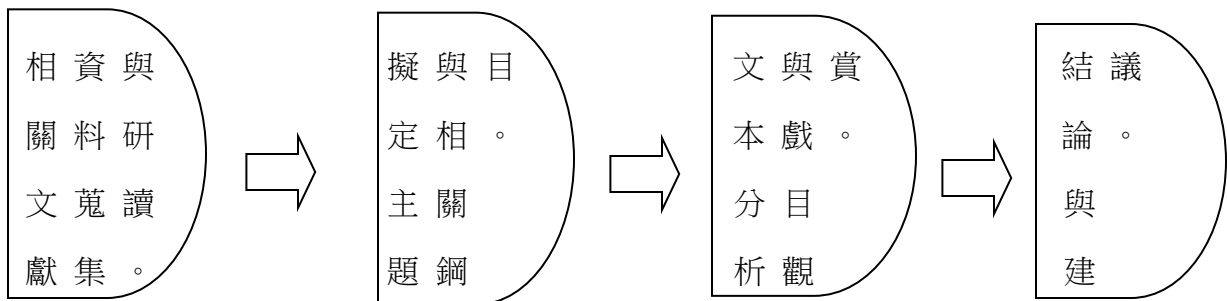 相關文獻
資料蒐集
與研讀。
擬定主題
與相關鋼
目。
文本分析
與戲目觀
賞。
結論與建
議。